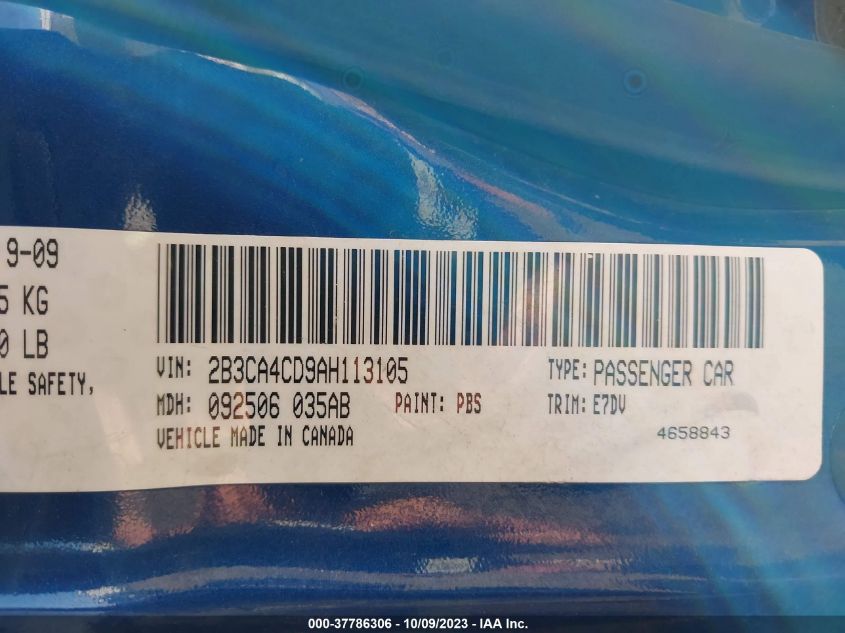 9-09
5 KG
0 LB
LE SAFETY,
VIN: 2B3CA4CD9AH113105 TYPE: PASSENGER CAR
MDH: 092506 035AB PAINT: PBS TRIM: E7DV
VEHICLE MADE IN CANADA 4658843
000-37786306 - 10/09/2023 - IAA Inc.